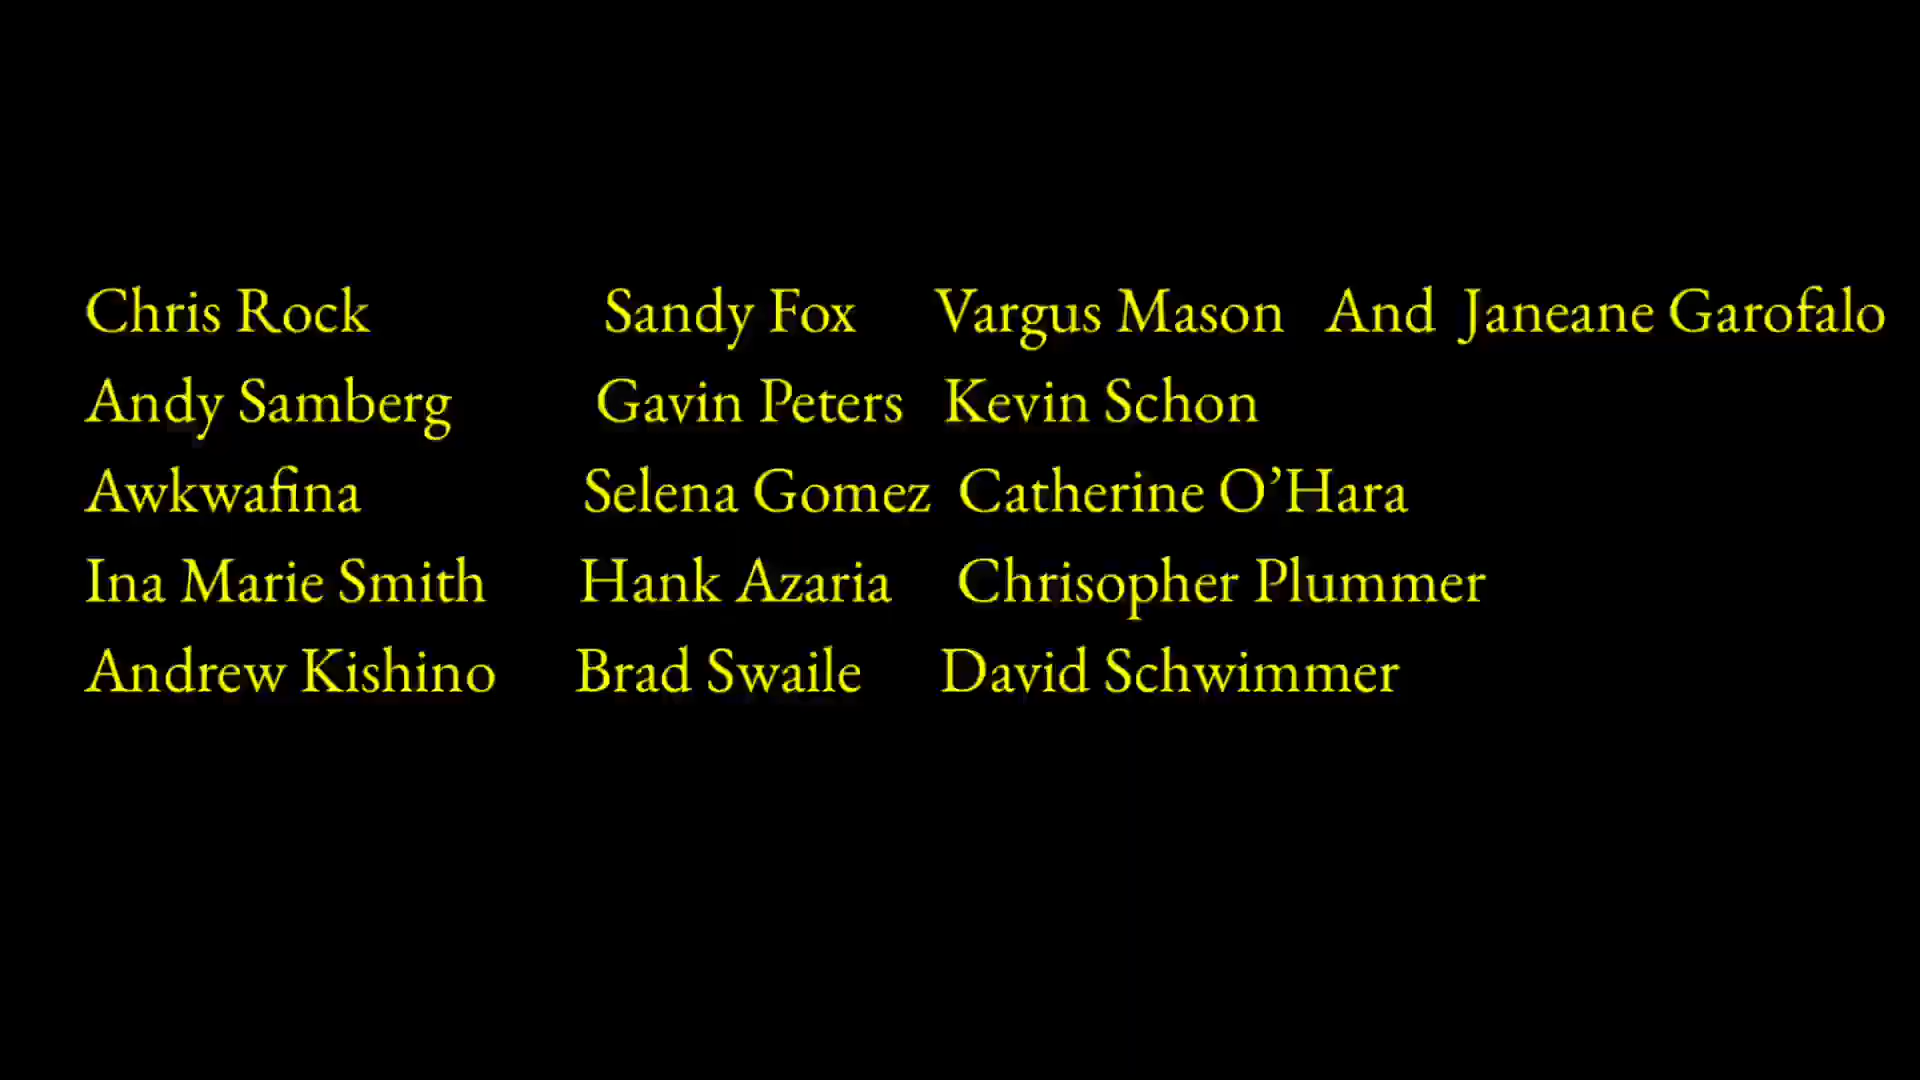 Chris Rock Sandy Fox Vargus Mason And Janeane Garofalo
Andy Samberg Gavin Peters Kevin Schon
Awkwafina Selena Gomez Catherine O’Hara
Ina Marie Smith Hank Azaria Chrisopher Plummer
Andrew Kishino Brad Swaile David Schwimmer